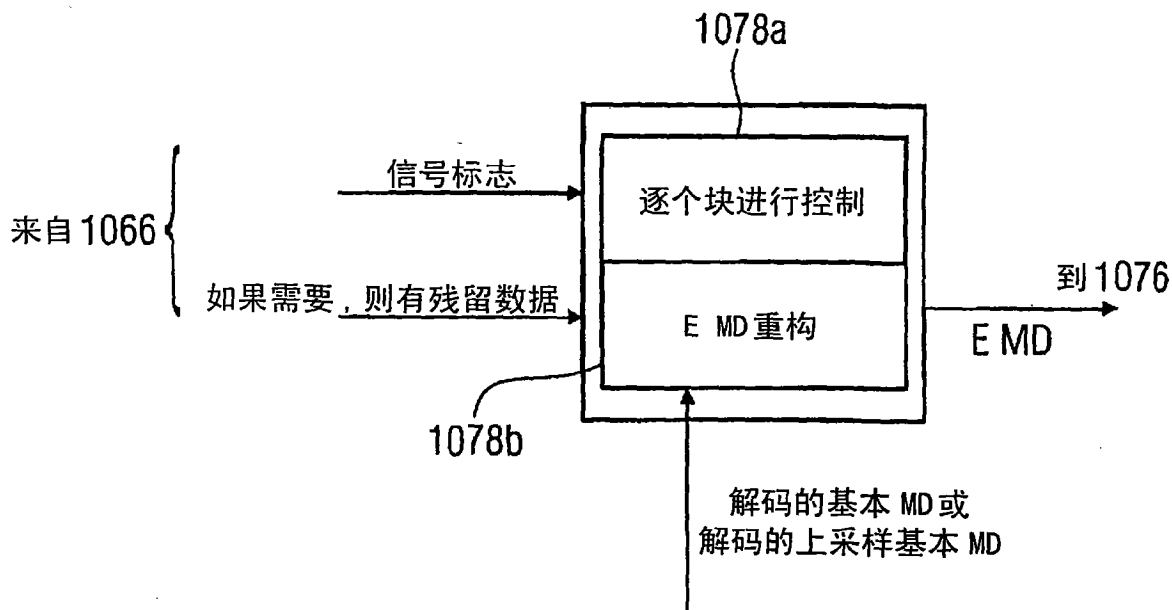 1078a
信号标志
逐个块进行控制
来自1066
如果需要，则有残留数据
E MD重构
到1076
E MD
1078b
解码的基本MD或
解码的上采样基本MD